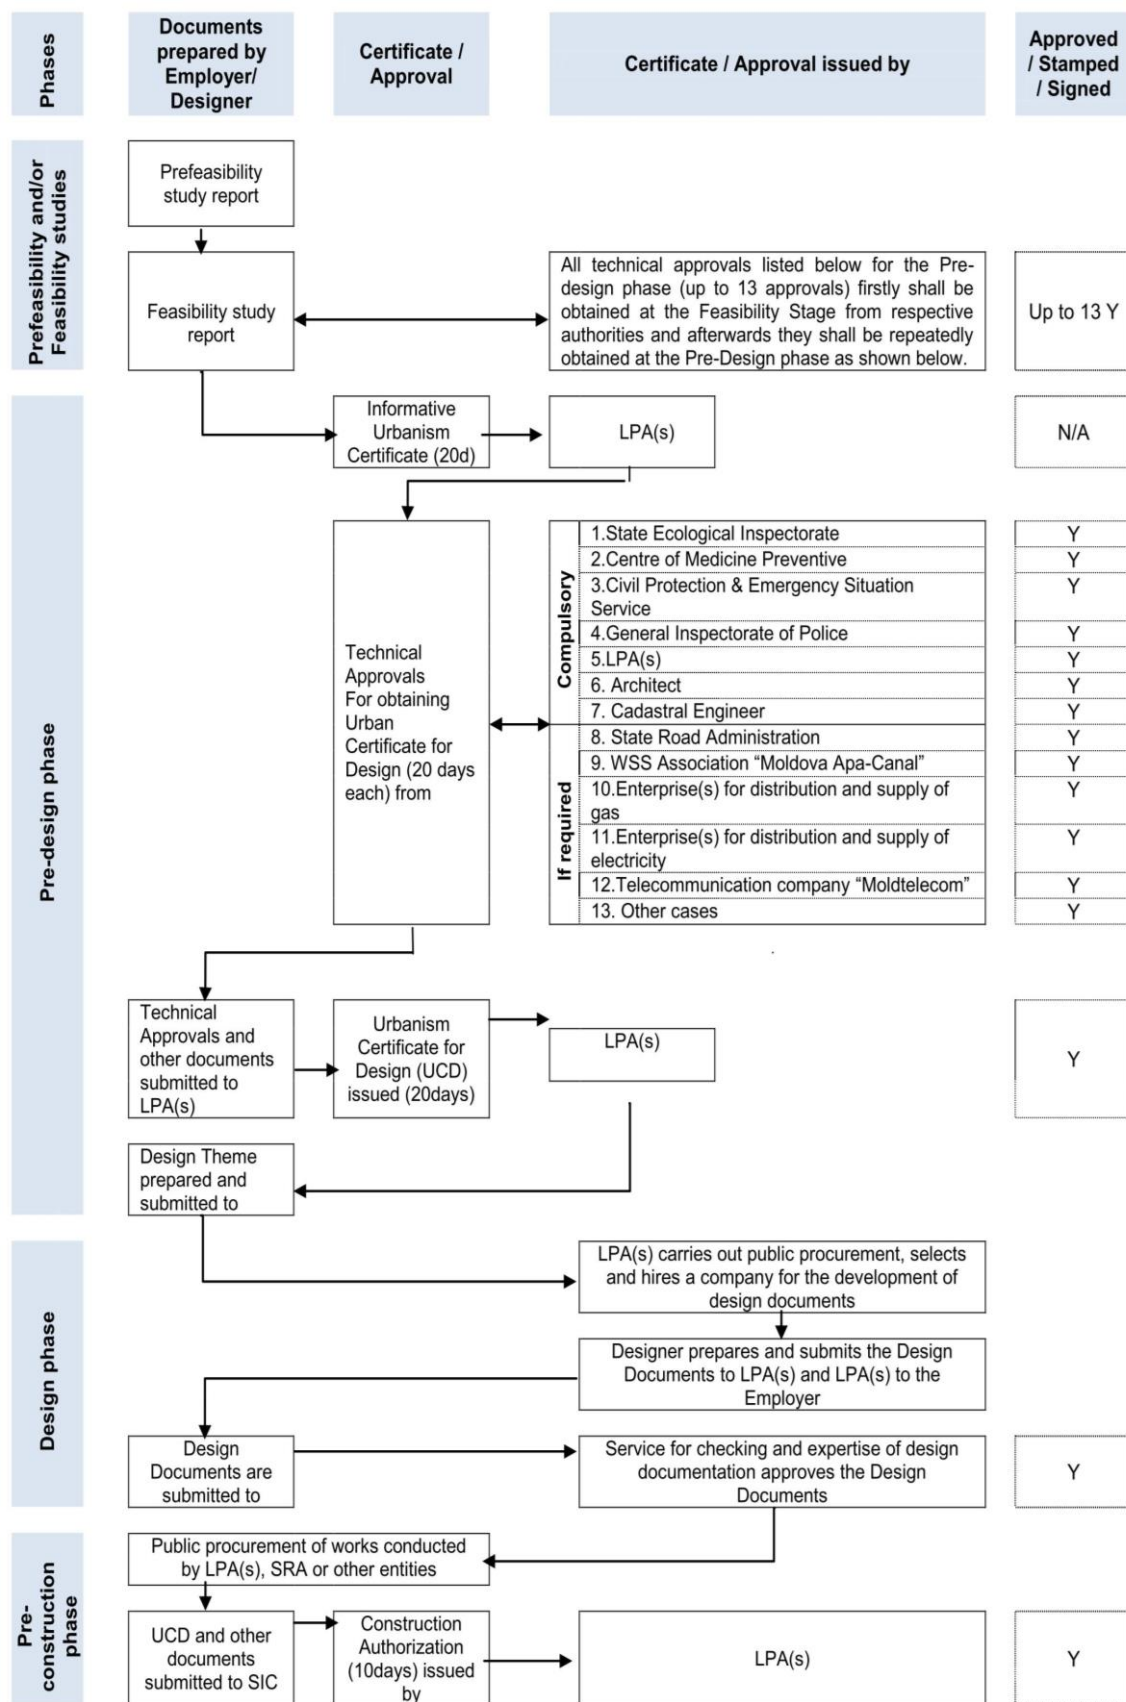 Phases
Documents
prepared by
Employer/
Designer
Certificate /
Approval
Certificate / Approval issued by
Approved
/ Stamped
/ Signed
Prefeasibility and/or
Feasibility studies
Prefeasibility
study report
Feasibility study
report
All technical approvals listed below for the Pre-
design phase (up to 13 approvals) firstly shall be
obtained at the Feasibility Stage from respective
authorities and afterwards they shall be repeatedly
obtained at the Pre-Design phase as shown below.
Up to 13 Y
Pre-design phase
Informative
Urbanism
Certificate (20d)
LPA(s)
N/A
Technical
Approvals
For obtaining
Urban
Certificate for
Design (20 days
each) from
Compulsory
1.State Ecological Inspectorate
Y
2.Centre of Medicine Preventive
Y
3.Civil Protection & Emergency Situation
Service
Y
4.General Inspectorate of Police
Y
5.LPA(s)
Y
6. Architect
Y
7. Cadastral Engineer
Y
If required
8. State Road Administration
Y
9. WSS Association “Moldova Apa-Canal”
Y
10.Enterprise(s) for distribution and supply of
gas
Y
11.Enterprise(s) for distribution and supply of
electricity
Y
12.Telecommunication company “Moldtelecom”
Y
13. Other cases
Y
Technical
Approvals and
other documents
submitted to
LPA(s)
Urbanism
Certificate for
Design (UCD)
issued (20days)
LPA(s)
Y
Design Theme
prepared and
submitted to
Design phase
LPA(s) carries out public procurement, selects
and hires a company for the development of
design documents
Designer prepares and submits the Design
Documents to LPA(s) and LPA(s) to the
Employer
Design
Documents are
submitted to
Service for checking and expertise of design
documentation approves the Design
Documents
Y
Pre-
construction
phase
Public procurement of works conducted
by LPA(s), SRA or other entities
UCD and other
documents
submitted to SIC
Construction
Authorization
(10days) issued
by
LPA(s)
Y